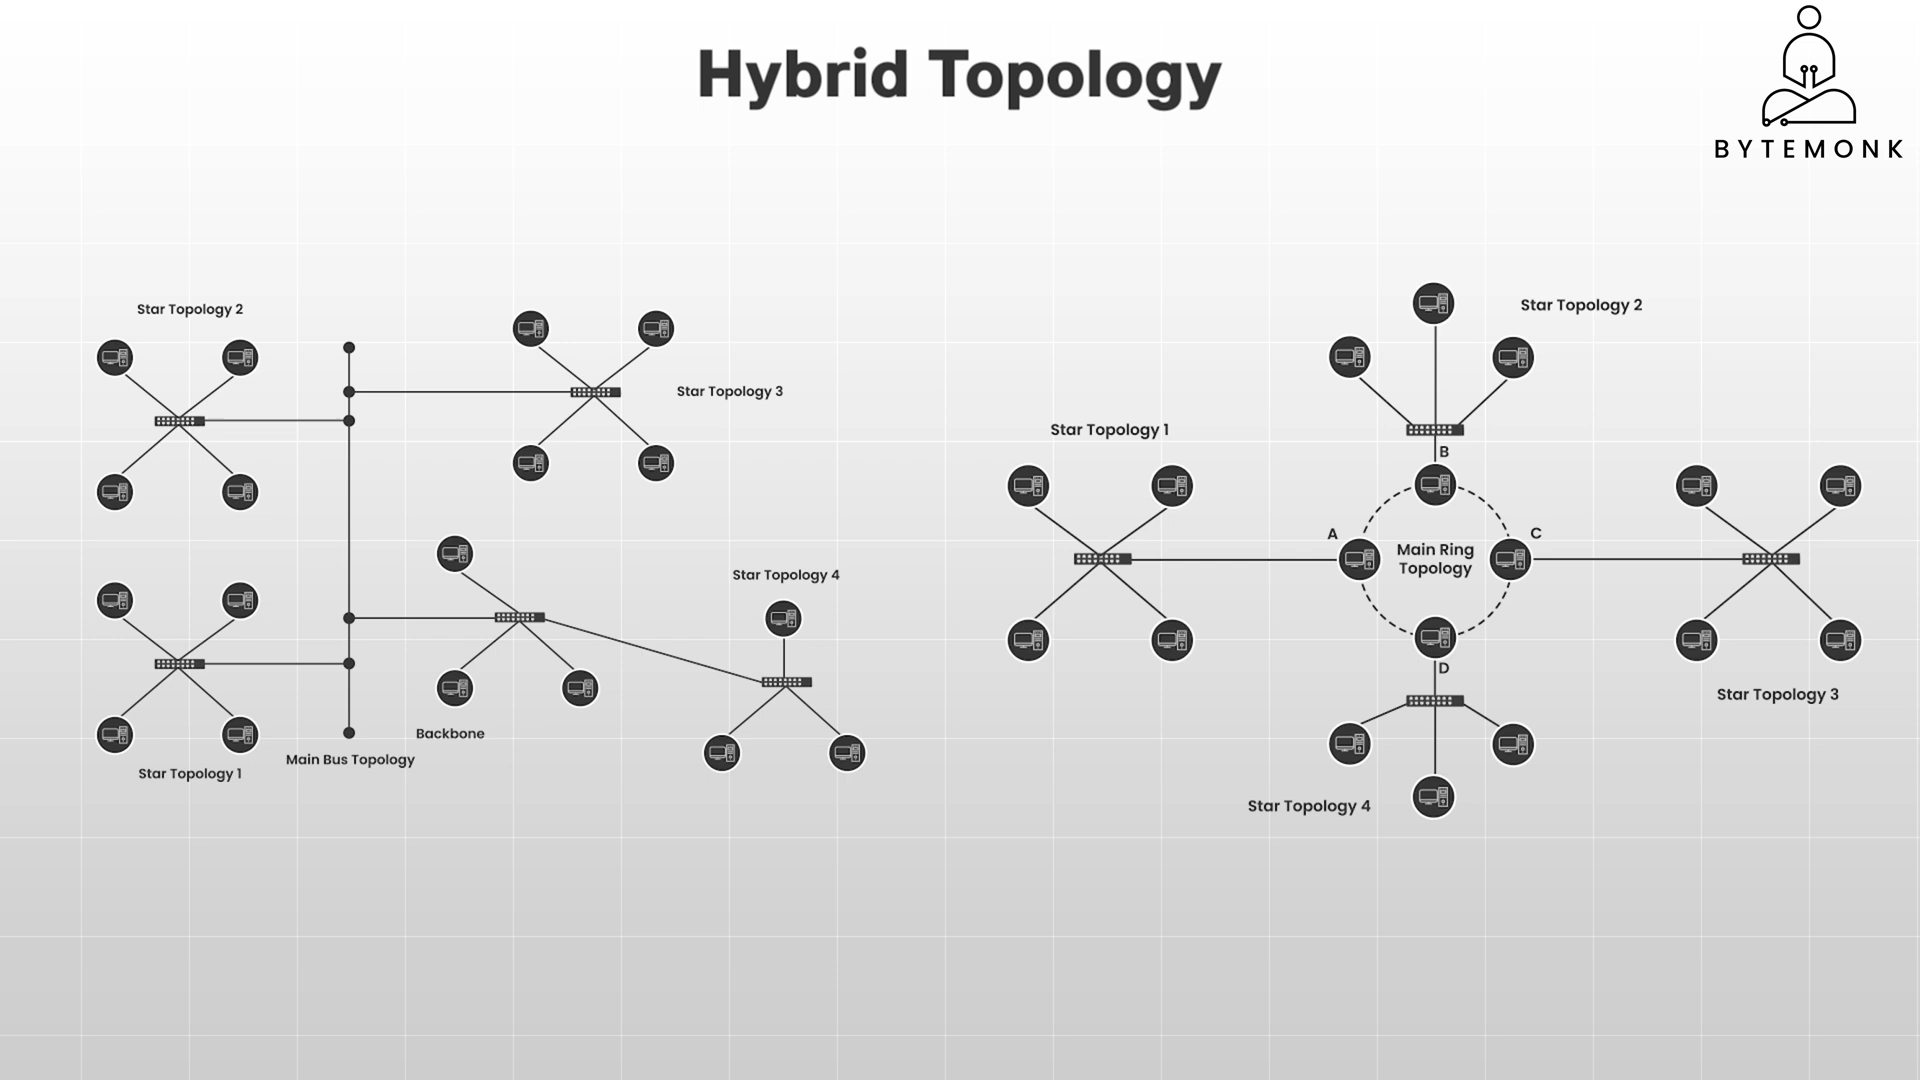 Hybrid Topology
BYTEMONK
Star Topology 2
Star Topology 3
Star Topology 4
Backbone
Main Bus Topology
Star Topology 1
Star Topology 2
Star Topology 1
B
A
C
Main Ring
Topology
D
Star Topology 3
Star Topology 4